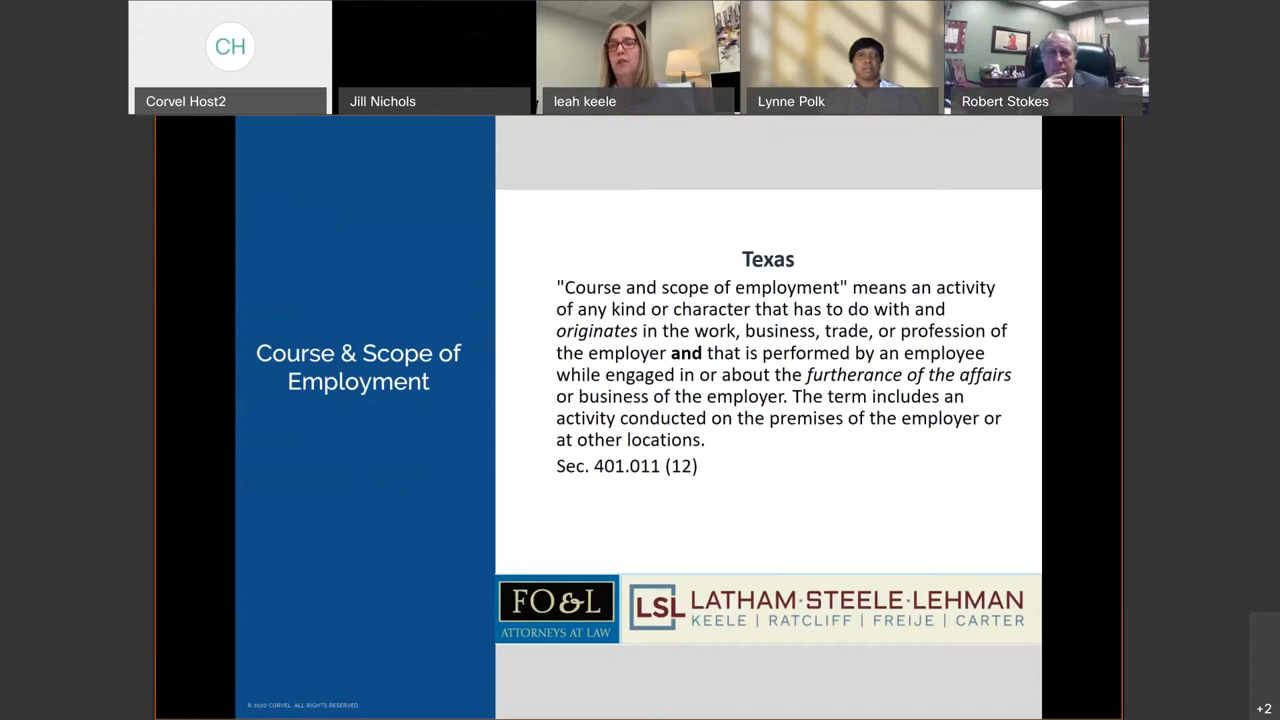 CH
Corvel Host2
Jill Nichols
leah keele
Lynne Polk
Robert Stokes
Course & Scope of
Employment
Texas
"Course and scope of employment" means an activity
of any kind or character that has to do with and
originates in the work, business, trade, or profession of
the employer and that is performed by an employee
while engaged in or about the furtherance of the affairs
or business of the employer. The term includes an
activity conducted on the premises of the employer or
at other locations.
Sec. 401.011 (12)
FO&L
ATTORNEYS AT LAW
LSL
LATHAM·STEELE·LEHMAN
KEELE | RATCLIFF | FREIJE | CARTER
© 2020 CORVEL. ALL RIGHTS RESERVED
+2